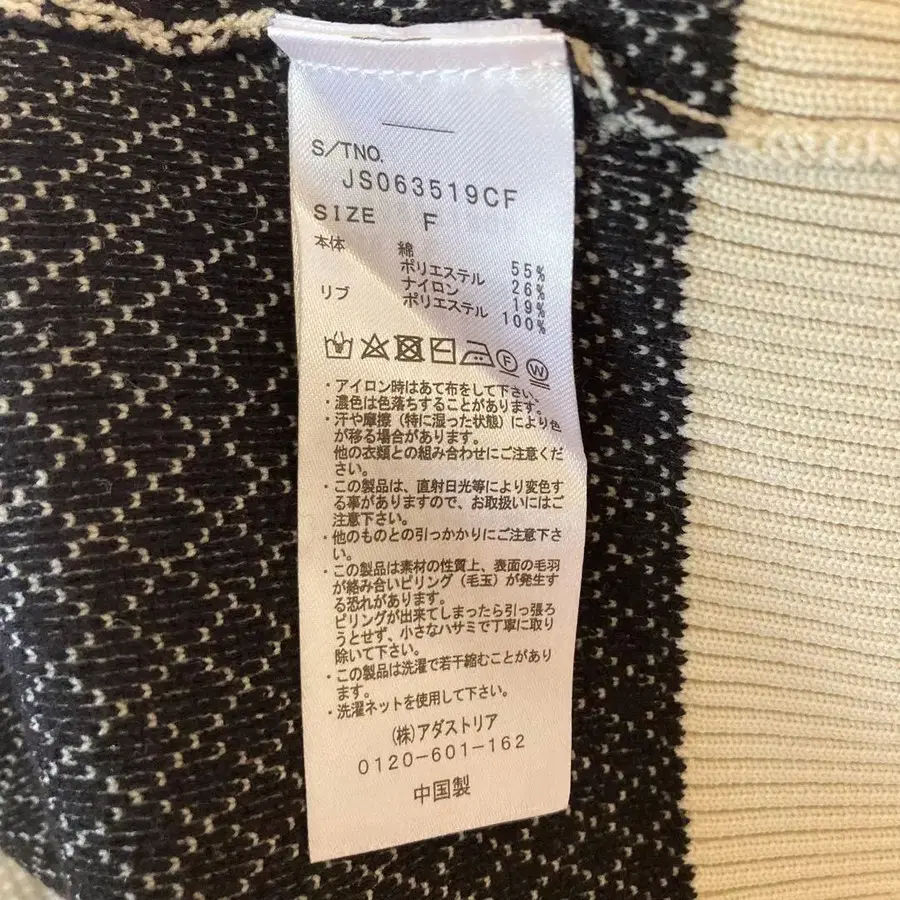 S/TNO.
JS063519CF
SIZE F
本体 綿 55%
ポリエステル 26%
ナイロン 19%
リブ ポリエステル 100%
F W
・アイロン時はあて布をして下さい。
・濃色は色落ちすることがあります。
・汗や摩擦（特に湿った状態）により色
が移る場合があります。
他の衣類との組み合わせにご注意くだ
さい。
・この製品は、直射日光等により変色す
る事がありますので、お取扱いにはご
注意下さい。
・他のものとの引っかかりにご注意下さ
い。
・この製品は素材の性質上、表面の毛羽
が絡み合いピリング（毛玉）が発生す
る恐れがあります。
ピリングが出来てしまったら引っ張ろ
うとせず、小さなハサミで丁寧に取り
除いて下さい。
・この製品は洗濯で若干縮むことがあり
ます。
・洗濯ネットを使用して下さい。
(株)アダストリア
0120-601-162
中国製